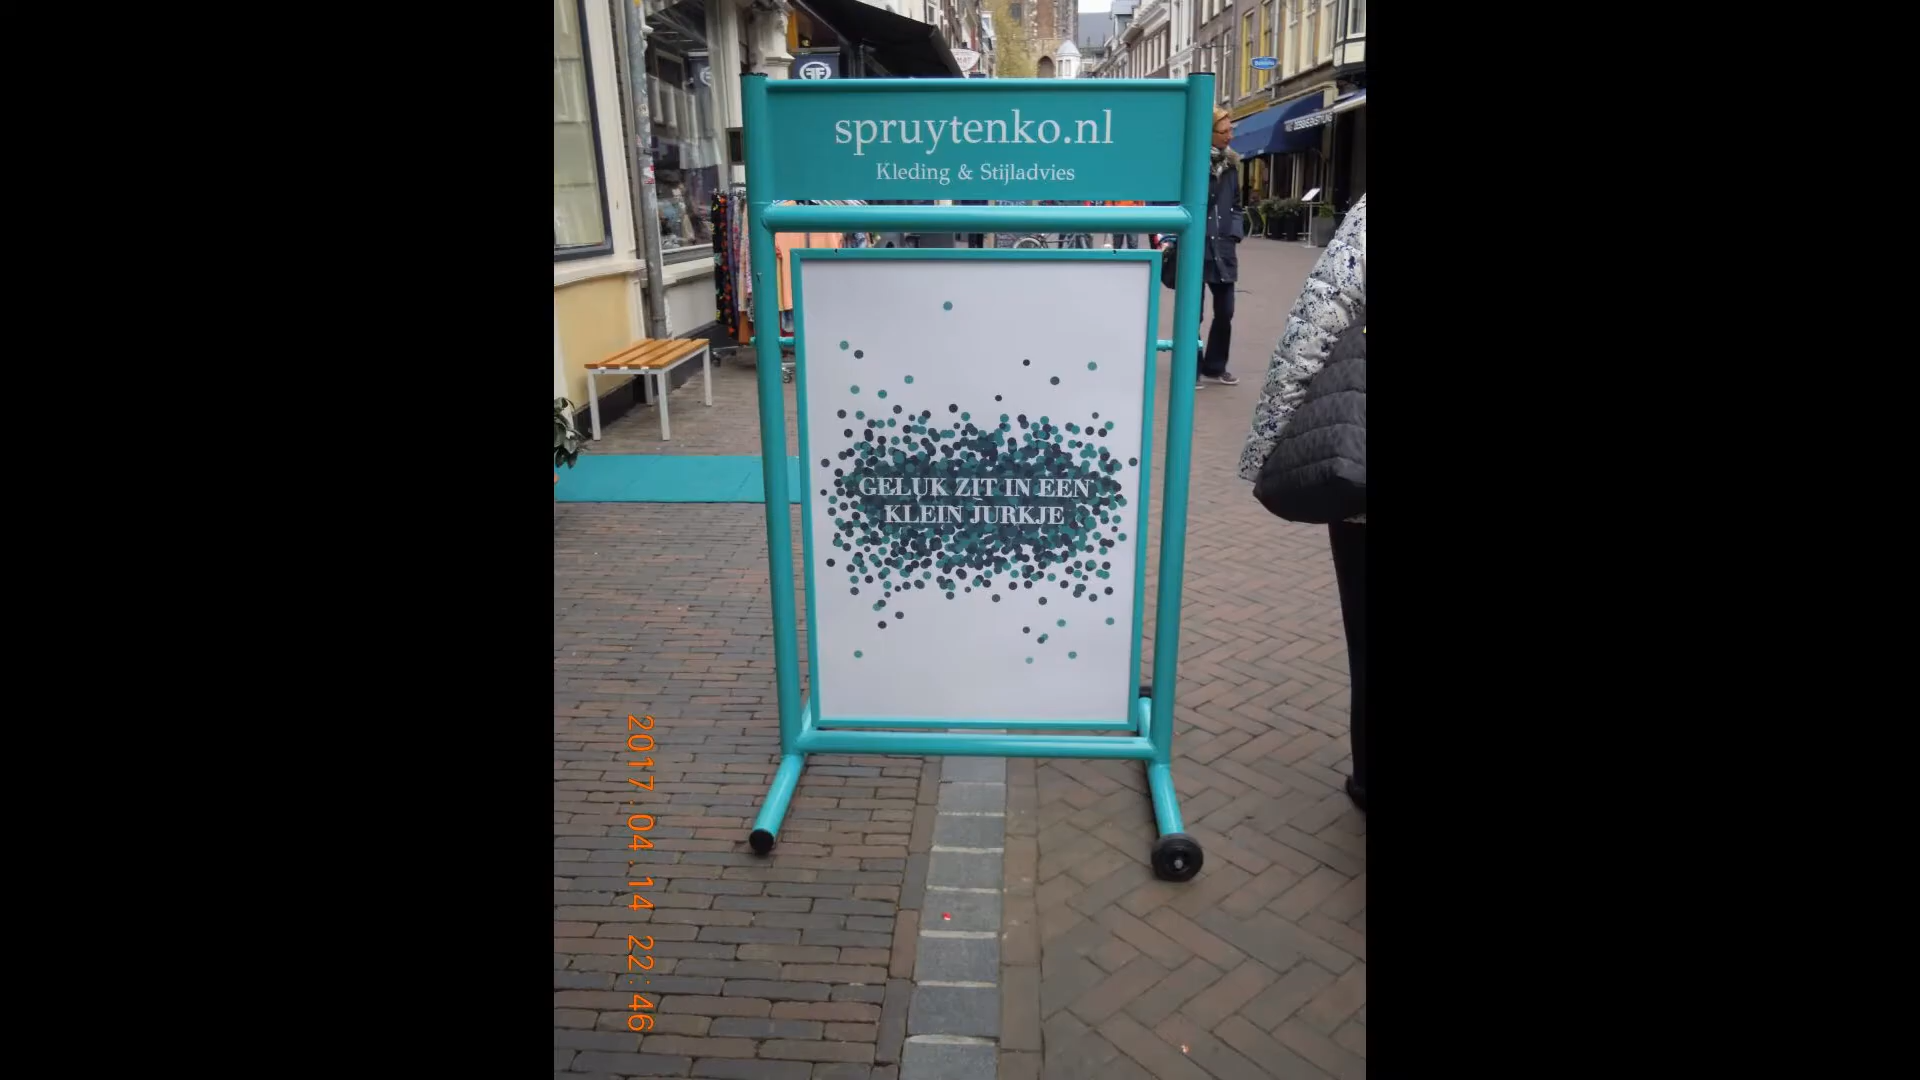 spruytenko.nl
Kleding & Stijladvies
GELUK ZIT IN EEN
KLEIN JURKJE
2017.04.14 22:46